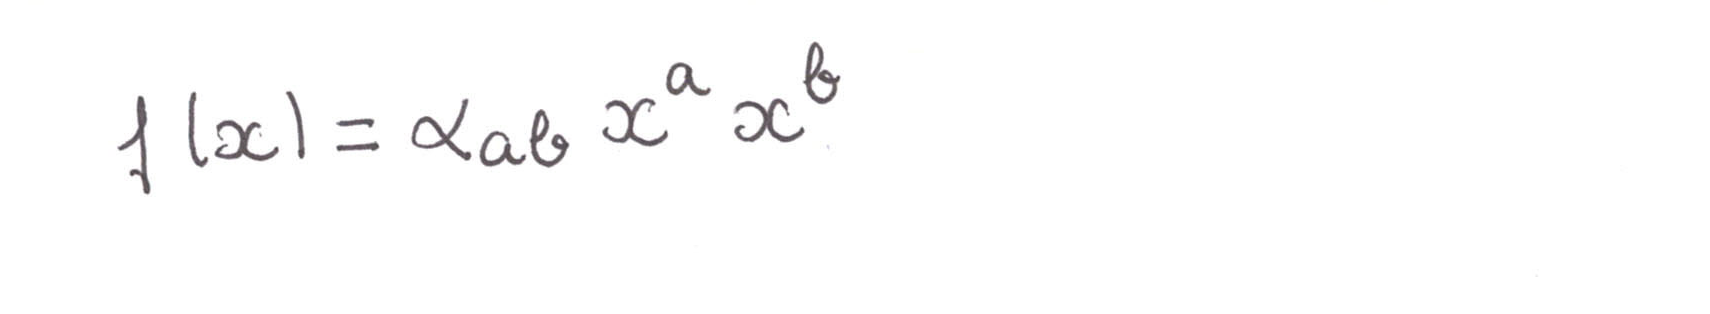 f(x) = α_{ab} x^a x^b